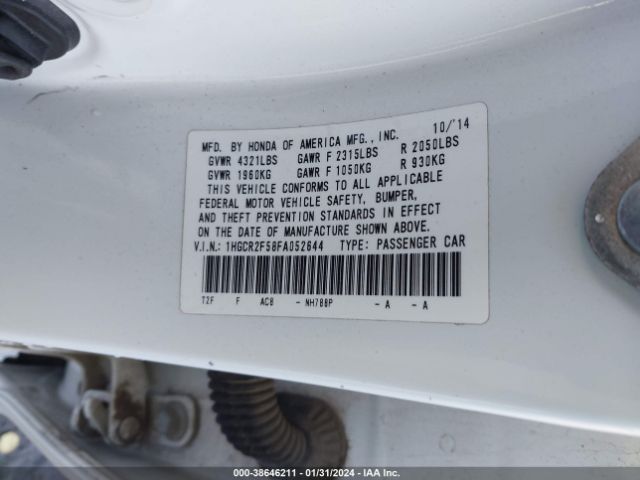 MFD. BY HONDA OF AMERICA MFG., INC. 10/'14
GVWR 4321LBS GAWR F 2315LBS R 2050LBS
GVWR 1960KG GAWR F 1050KG R 930KG
THIS VEHICLE CONFORMS TO ALL APPLICABLE
FEDERAL MOTOR VEHICLE SAFETY, BUMPER,
AND THEFT PREVENTION STANDARDS IN EFFECT
ON THE DATE OF MANUFACTURE SHOWN ABOVE.
V.I.N.: 1HGCR2F58FA052644 TYPE: PASSENGER CAR
T2F F AC8 - NH788P - A - A
000-38646211 - 01/31/2024 - IAA Inc.